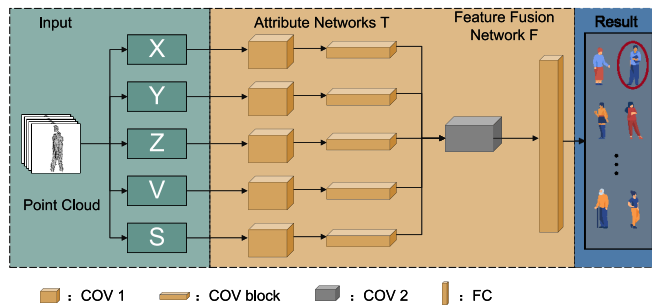 Input
Attribute Networks T
Feature Fusion
Network F
Result
X
Y
Z
V
S
Point Cloud
: COV 1
: COV block
: COV 2
: FC